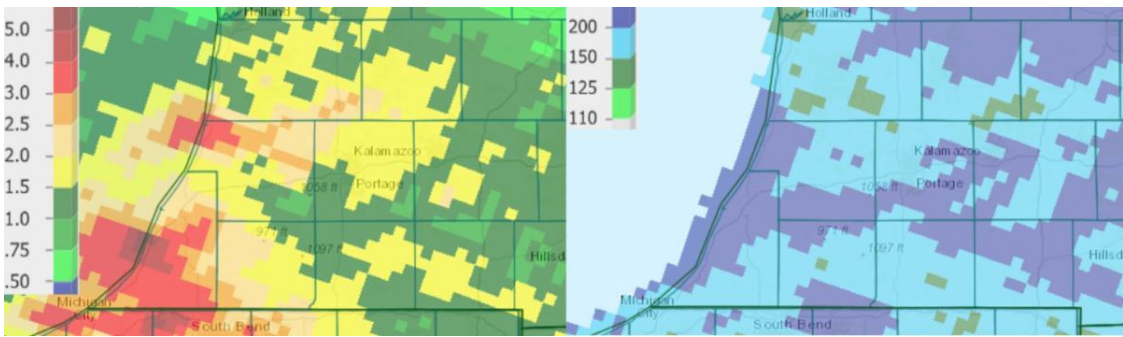 Holland
5.0
4.0
3.0
2.5
2.0
1.5
1.0
.75
.50
Kalamazoo
1058 ft
Portage
971 ft
1097 ft
Hillsd
Michigan
City
South Bend
Holland
200
150
125
110
Kalamazoo
Portage
971 ft
1097 ft
Hillsd
Michigan
City
South Bend